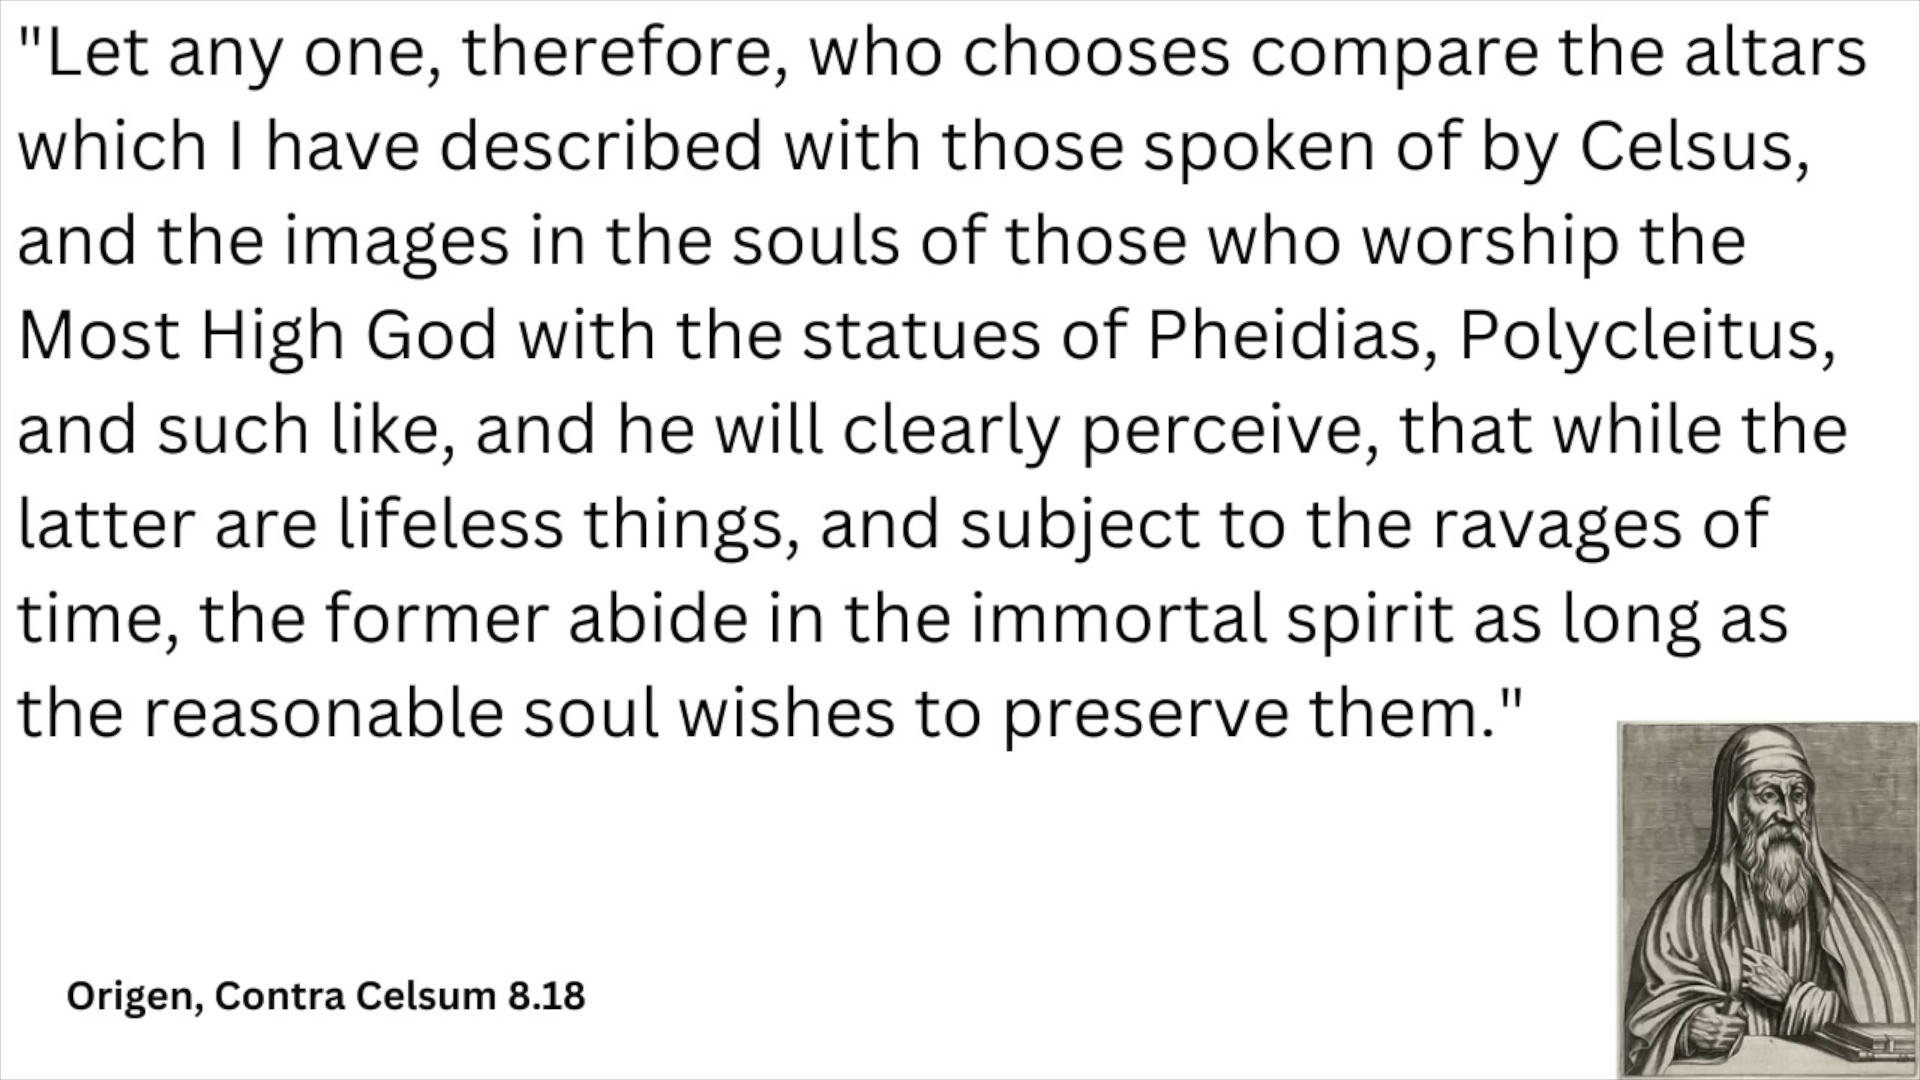 "Let any one, therefore, who chooses compare the altars
which I have described with those spoken of by Celsus,
and the images in the souls of those who worship the
Most High God with the statues of Pheidias, Polycleitus,
and such like, and he will clearly perceive, that while the
latter are lifeless things, and subject to the ravages of
time, the former abide in the immortal spirit as long as
the reasonable soul wishes to preserve them."
Origen, Contra Celsum 8.18